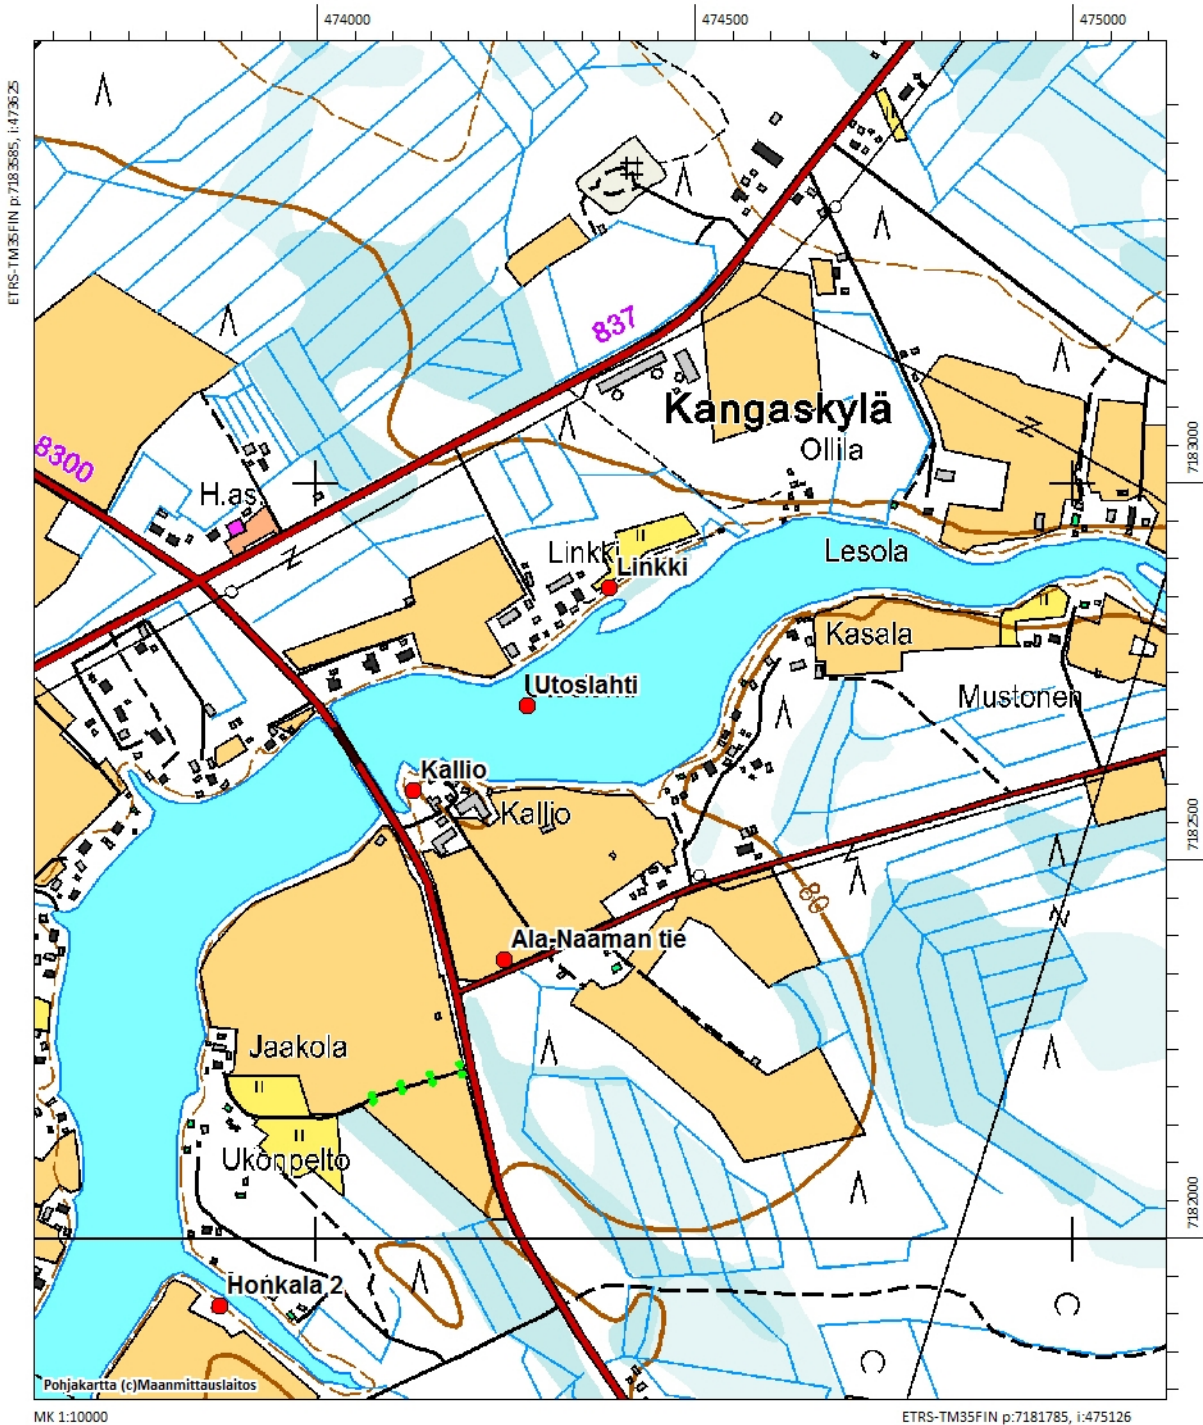 474000
474500
475000
ETRS-TM35FIN p:7183585, i:473625
837
Kangaskylä
Ollila
7183000
8300
H.as.
Linkki
Linkki
Lesola
Kasala
Utoslahti
Mustonen
Kallio
Kallio
7182500
80
Ala-Naaman tie
Jaakola
Ukonpelto
7182000
Honkala 2
Pohjakartta (c)Maanmittauslaitos
MK 1:10000
ETRS-TM35FIN p:7181785, i:475126